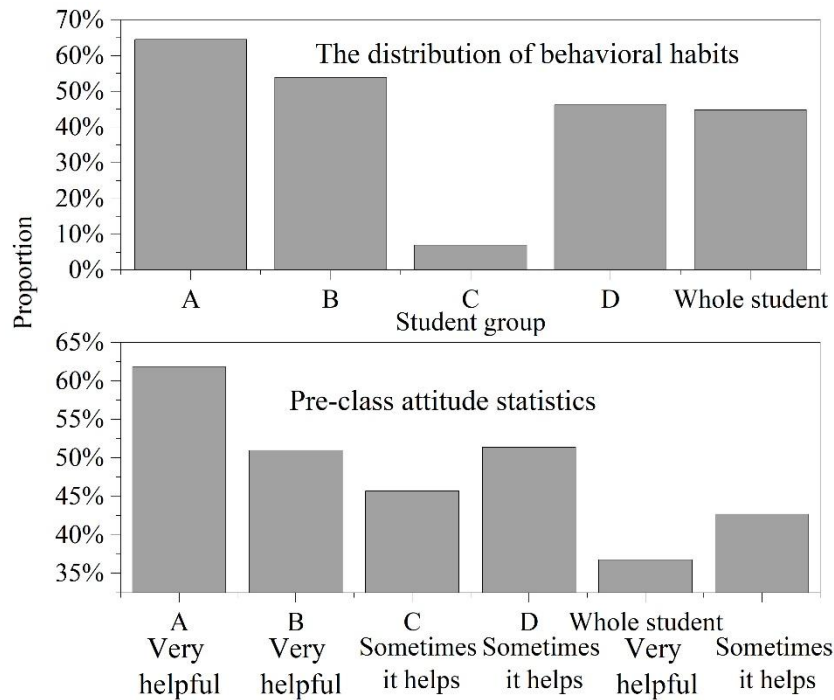 Proportion
70%
60%
50%
40%
30%
20%
10%
0%
The distribution of behavioral habits
A B C D Whole student
Student group
65%
60%
55%
50%
45%
40%
35%
Pre-class attitude statistics
A B C D Whole student
Very Very Sometimes Sometimes Very Sometimes
helpful helpful it helps it helps helpful it helps